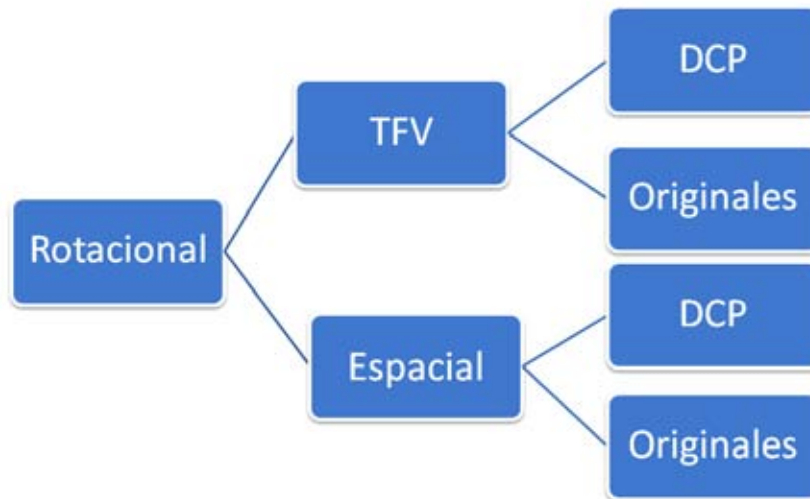 DCP
TFV
Originales
Rotacional
DCP
Espacial
Originales